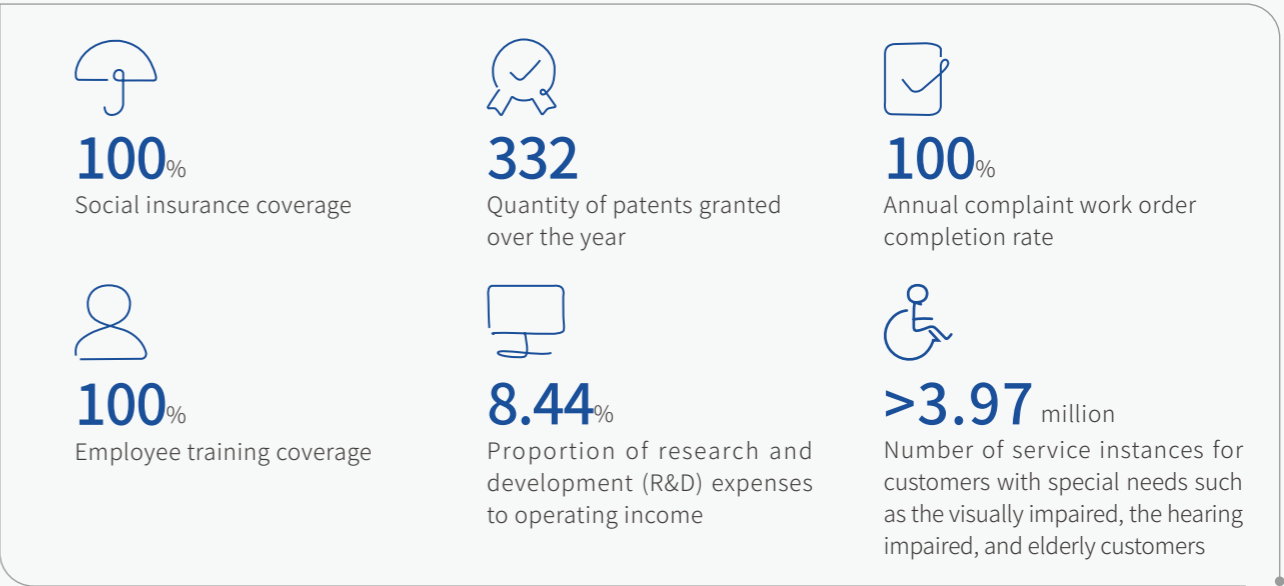 100%
Social insurance coverage
332
Quantity of patents granted
over the year
100%
Annual complaint work order
completion rate
100%
Employee training coverage
8.44%
Proportion of research and
development (R&D) expenses
to operating income
>3.97 million
Number of service instances for
customers with special needs such
as the visually impaired, the hearing
impaired, and elderly customers